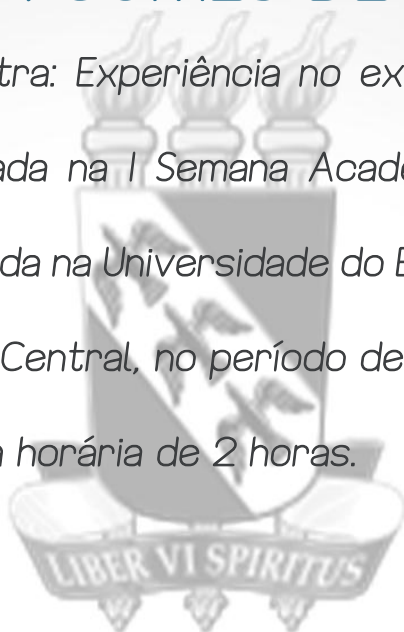 tra: Experiência no ex
ada na I Semana Acad
da na Universidade do E
Central, no período de
a horária de 2 horas.
LIBER VI SPIRITUS